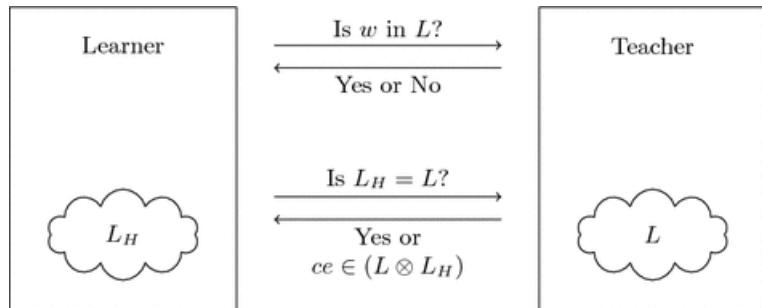 Learner
Is w in L?
Yes or No
Teacher
Is L_H = L?
Yes or
ce ∈ (L ⊗ L_H)
L_H
L